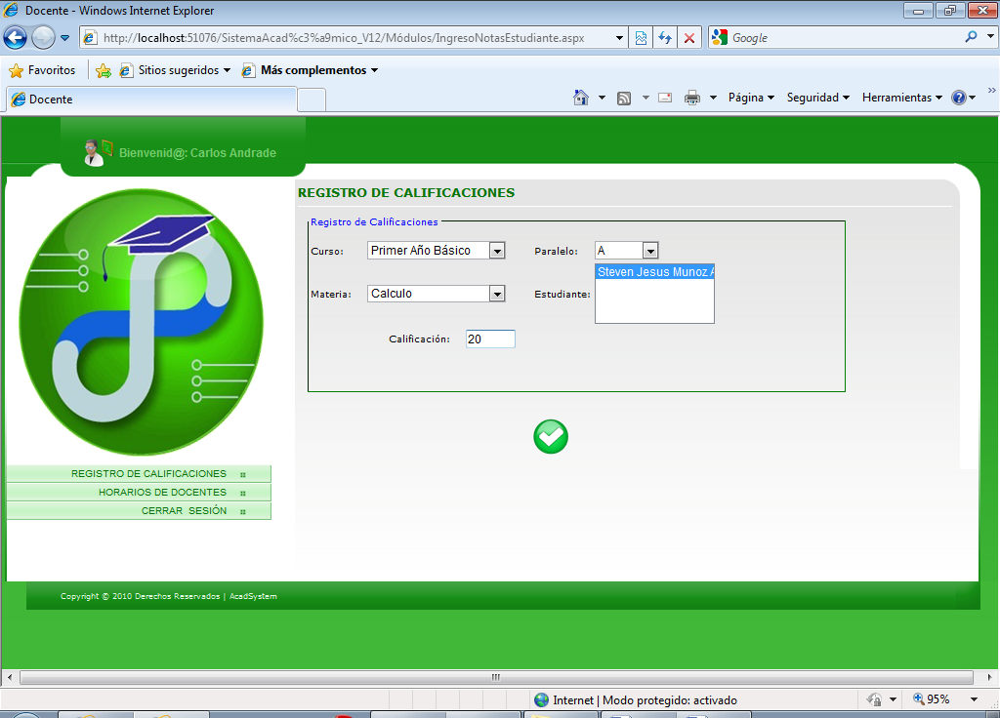 Docente - Windows Internet Explorer
http://localhost:51076/SistemaAcad%c3%a9mico_V12/Módulos/IngresoNotasEstudiante.aspx
Google
Favoritos
Sitios sugeridos
Más complementos
Docente
Página
Seguridad
Herramientas
»
Bienvenid@: Carlos Andrade
REGISTRO DE CALIFICACIONES
Registro de Calificaciones
Curso: Primer Año Básico Paralelo: A
Steven Jesus Munoz A
Materia: Calculo Estudiante:
Calificación: 20
REGISTRO DE CALIFICACIONES
HORARIOS DE DOCENTES
CERRAR SESIÓN
Copyright © 2010 Derechos Reservados | AcadSystem
Internet | Modo protegido: activado
95%